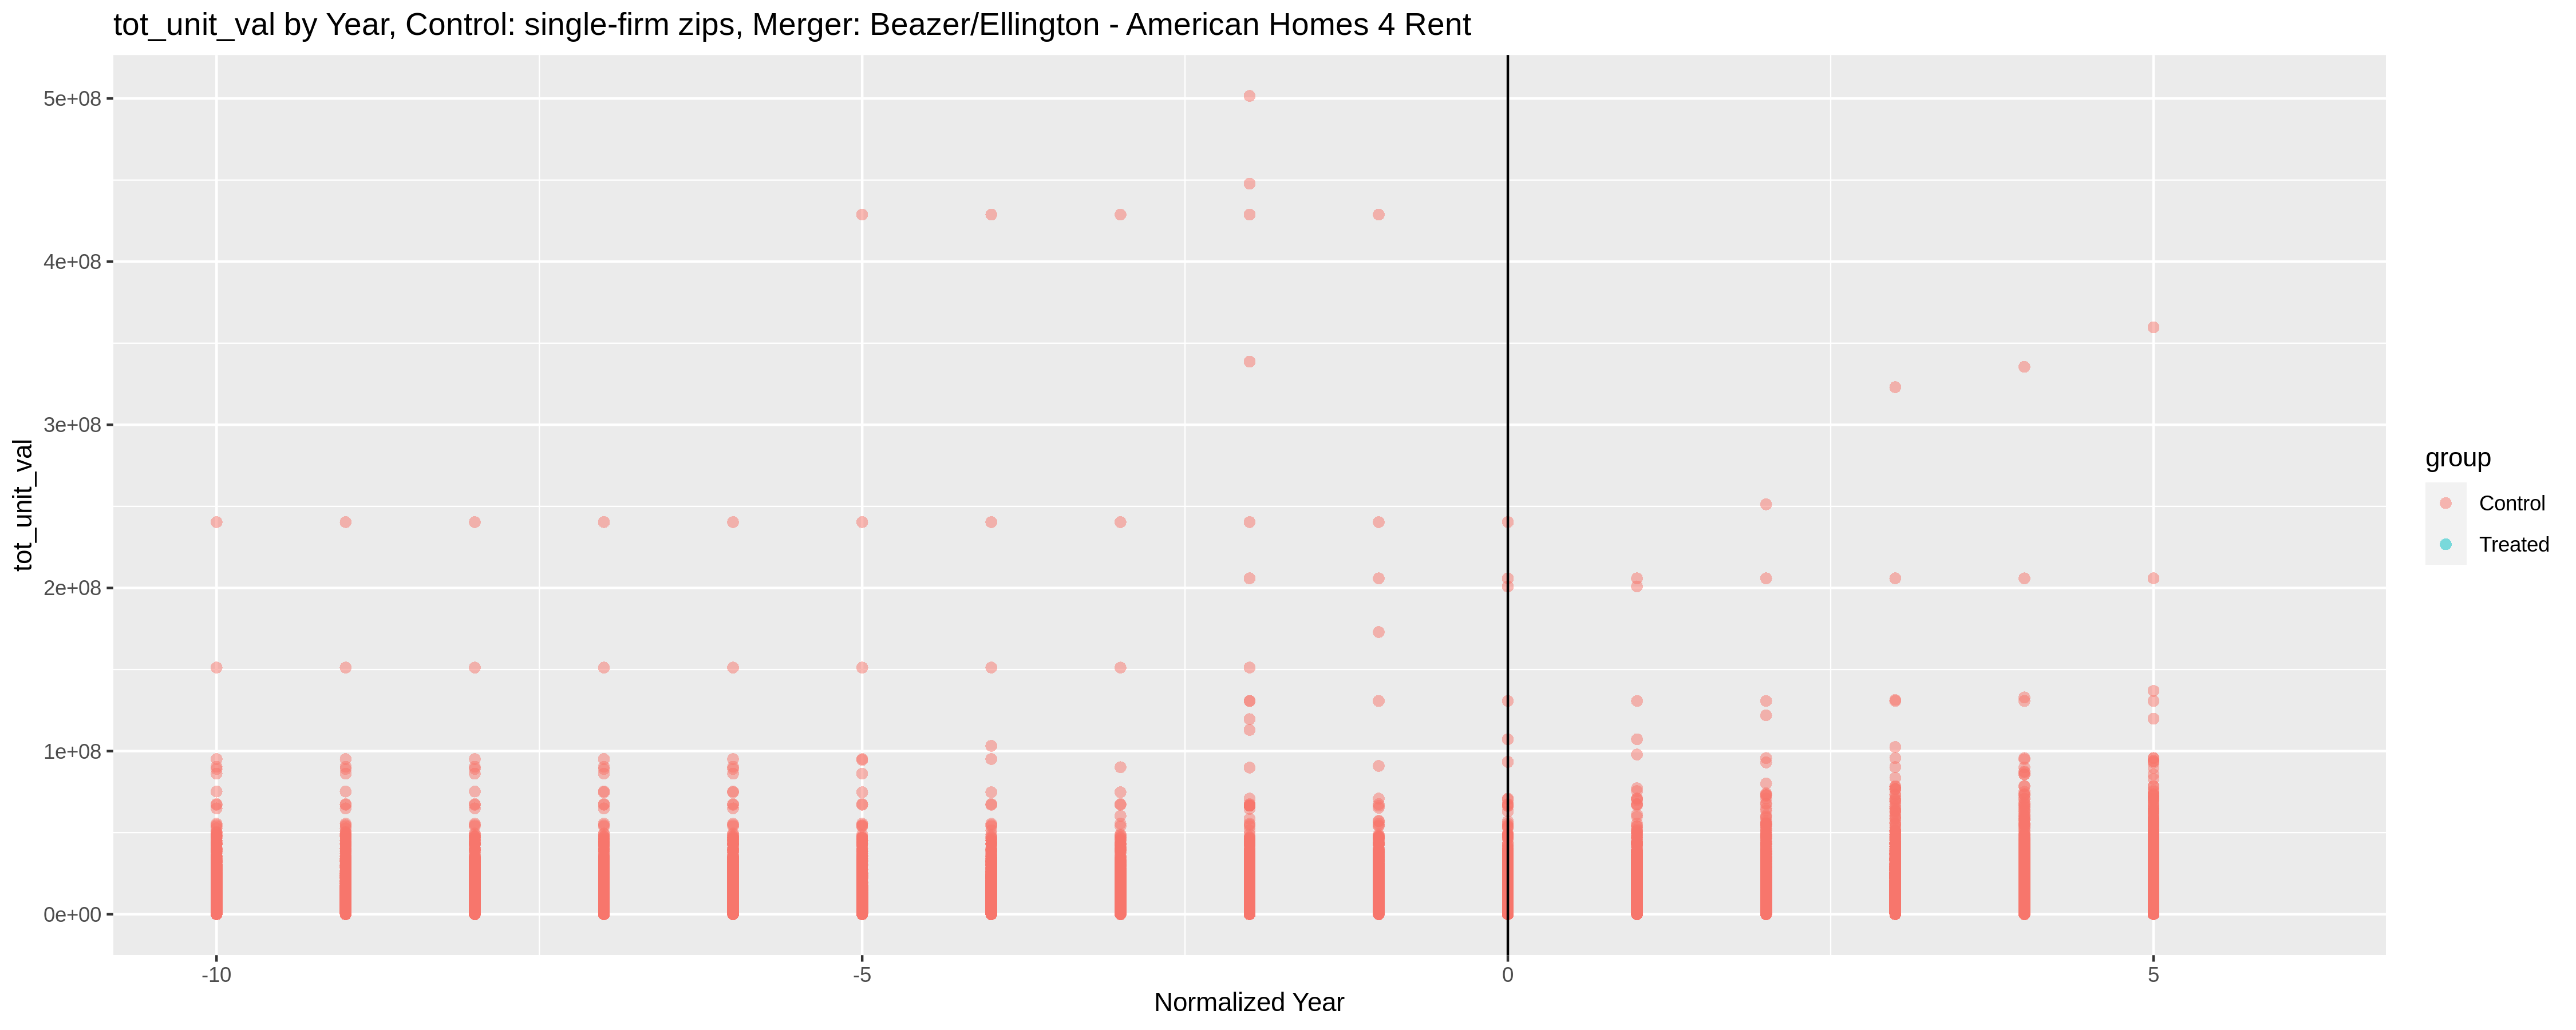 tot_unit_val by Year, Control: single-firm zips, Merger: Beazer/Ellington - American Homes 4 Rent
tot_unit_val
5e+08
4e+08
3e+08
2e+08
1e+08
0e+00
-10
-5
0
5
Normalized Year
group
Control
Treated